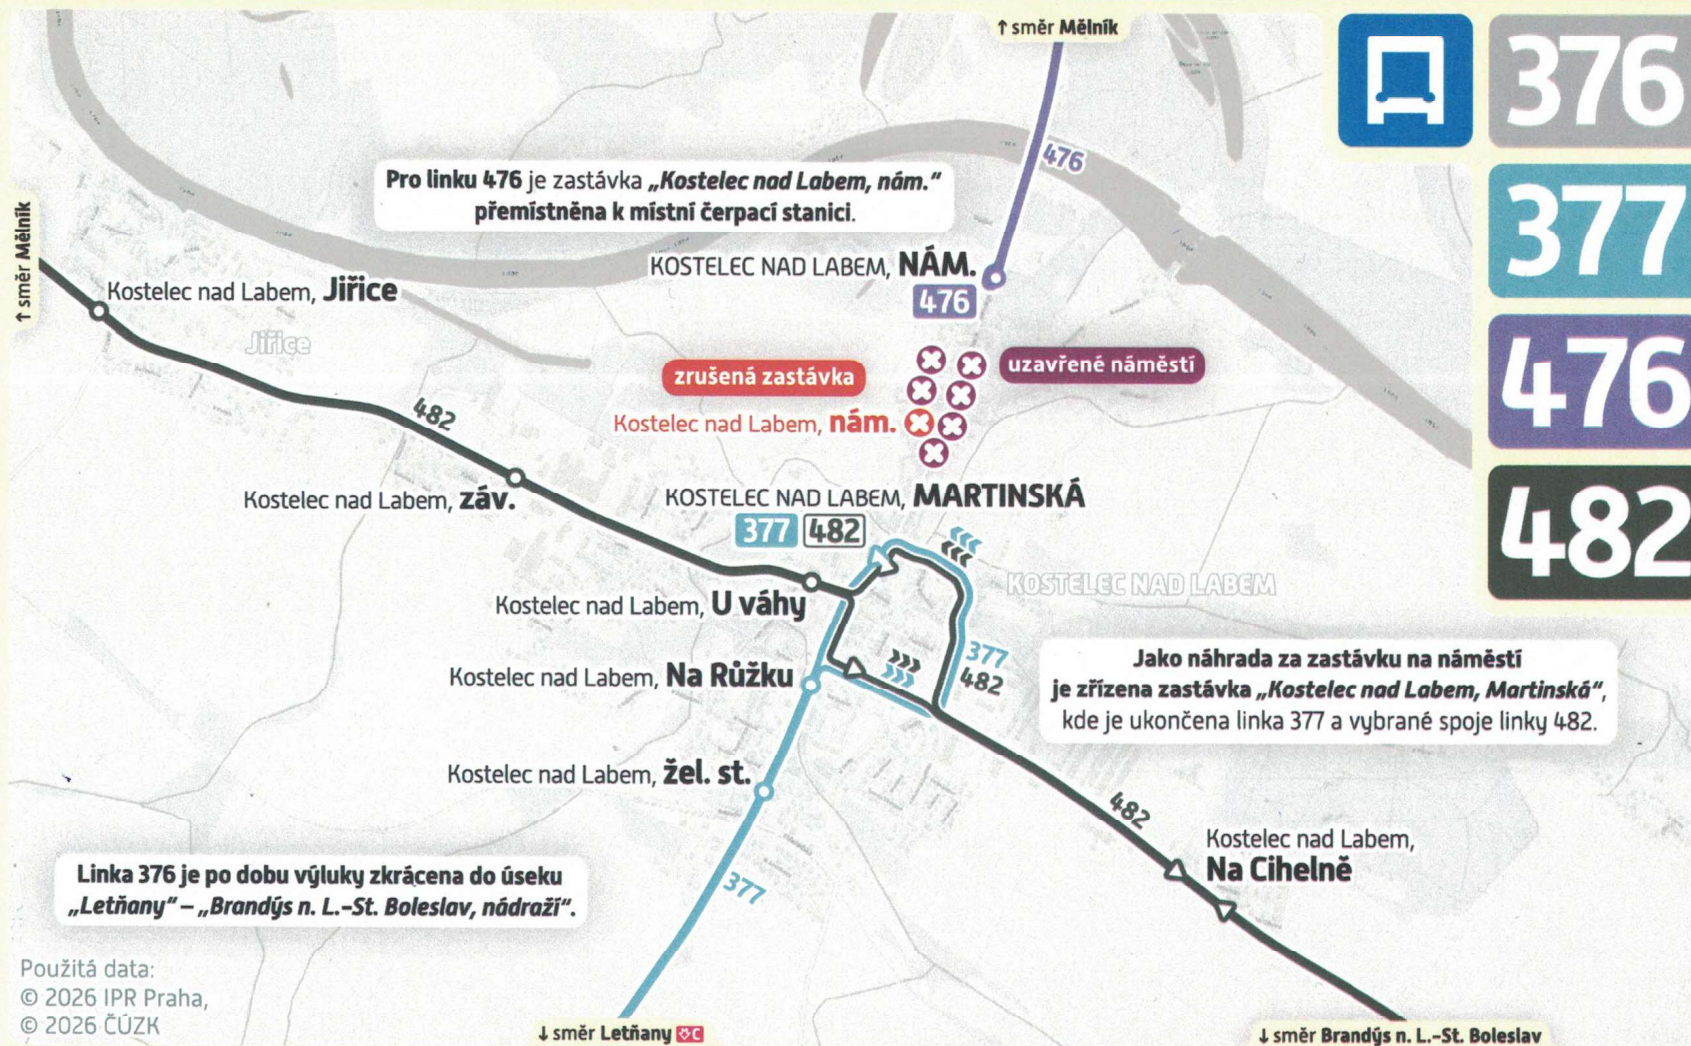 ↑ směr Mělník
376
377
476
482
476
Pro linku 476 je zastávka „Kostelec nad Labem, nám.“
přemístněna k místní čerpací stanici.
↑ směr Mělník
KOSTELEC NAD LABEM, NÁM.
476
Kostelec nad Labem, Jiřice
Jiřice
zrušená zastávka
uzavřené náměstí
Kostelec nad Labem, nám.
482
Kostelec nad Labem, záv.
KOSTELEC NAD LABEM, MARTINSKÁ
377 482
KOSTELEC NAD LABEM
Kostelec nad Labem, U váhy
377
482
Kostelec nad Labem, Na Růžku
Jako náhrada za zastávku na náměstí
je zřízena zastávka „Kostelec nad Labem, Martinská“,
kde je ukončena linka 377 a vybrané spoje linky 482.
Kostelec nad Labem, žel. st.
482
Kostelec nad Labem,
Na Cihelně
Linka 376 je po dobu výluky zkrácena do úseku
„Letňany“ – „Brandýs n. L.-St. Boleslav, nádraží“.
377
Použitá data:
© 2026 IPR Praha,
© 2026 ČÚZK
↓ směr Letňany C
↓ směr Brandýs n. L.-St. Boleslav